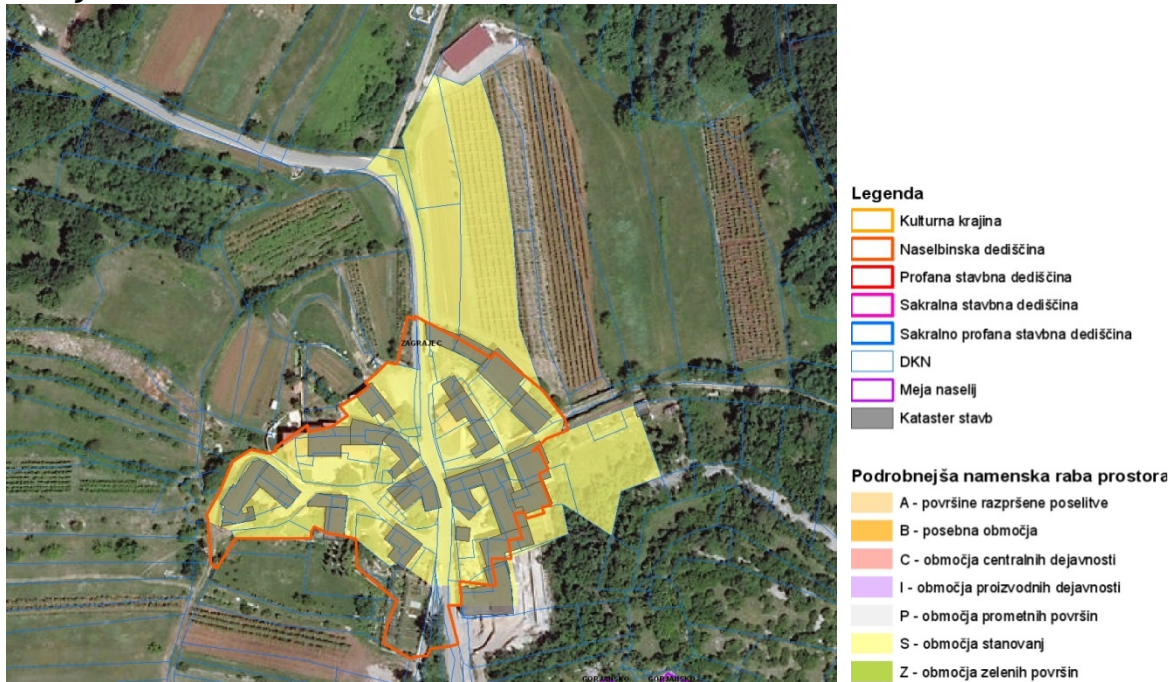 ZAGRAJEC
GORJANSKO GORJANSKO
Legenda
Kulturna krajina
Naselbinska dediščina
Profana stavbna dediščina
Sakralna stavbna dediščina
Sakralno profana stavbna dediščina
DKN
Meja naselij
Kataster stavb
Podrobnejša namenska raba prostora
A - površine razpršene poselitve
B - posebna območja
C - območja centralnih dejavnosti
I - območja proizvodnih dejavnosti
P - območja prometnih površin
S - območja stanovanj
Z - območja zelenih površin